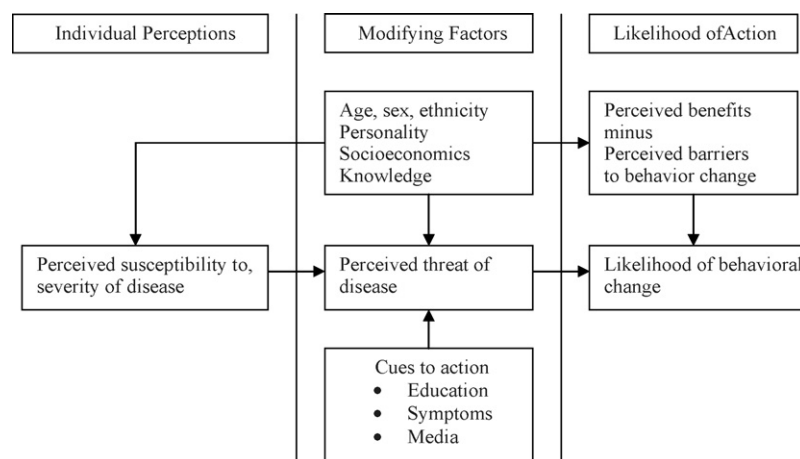 Individual Perceptions
Modifying Factors
Likelihood ofAction
Age, sex, ethnicity
Personality
Socioeconomics
Knowledge
Perceived benefits
minus
Perceived barriers
to behavior change
Perceived susceptibility to,
severity of disease
Perceived threat of
disease
Likelihood of behavioral
change
Cues to action
• Education
• Symptoms
• Media